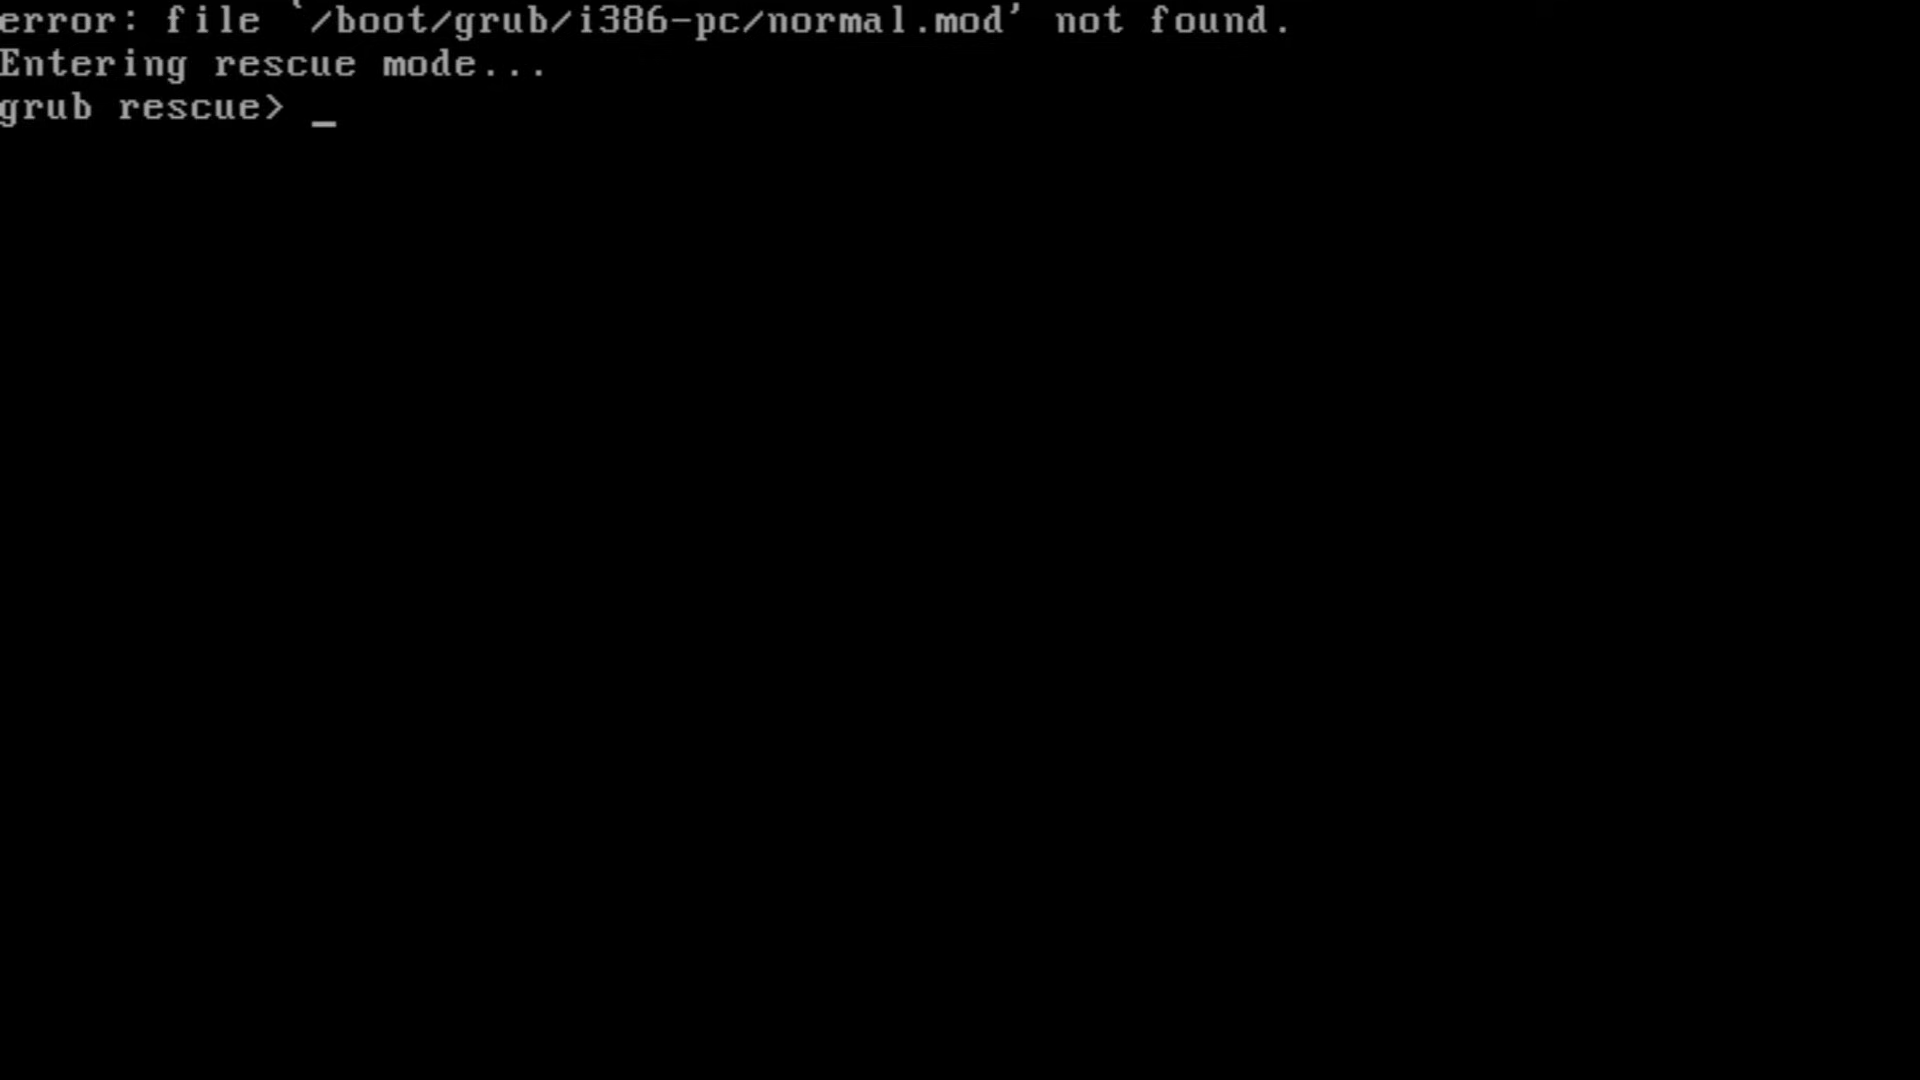 error: file `/boot/grub/i386-pc/normal.mod' not found.
Entering rescue mode...
grub rescue> _